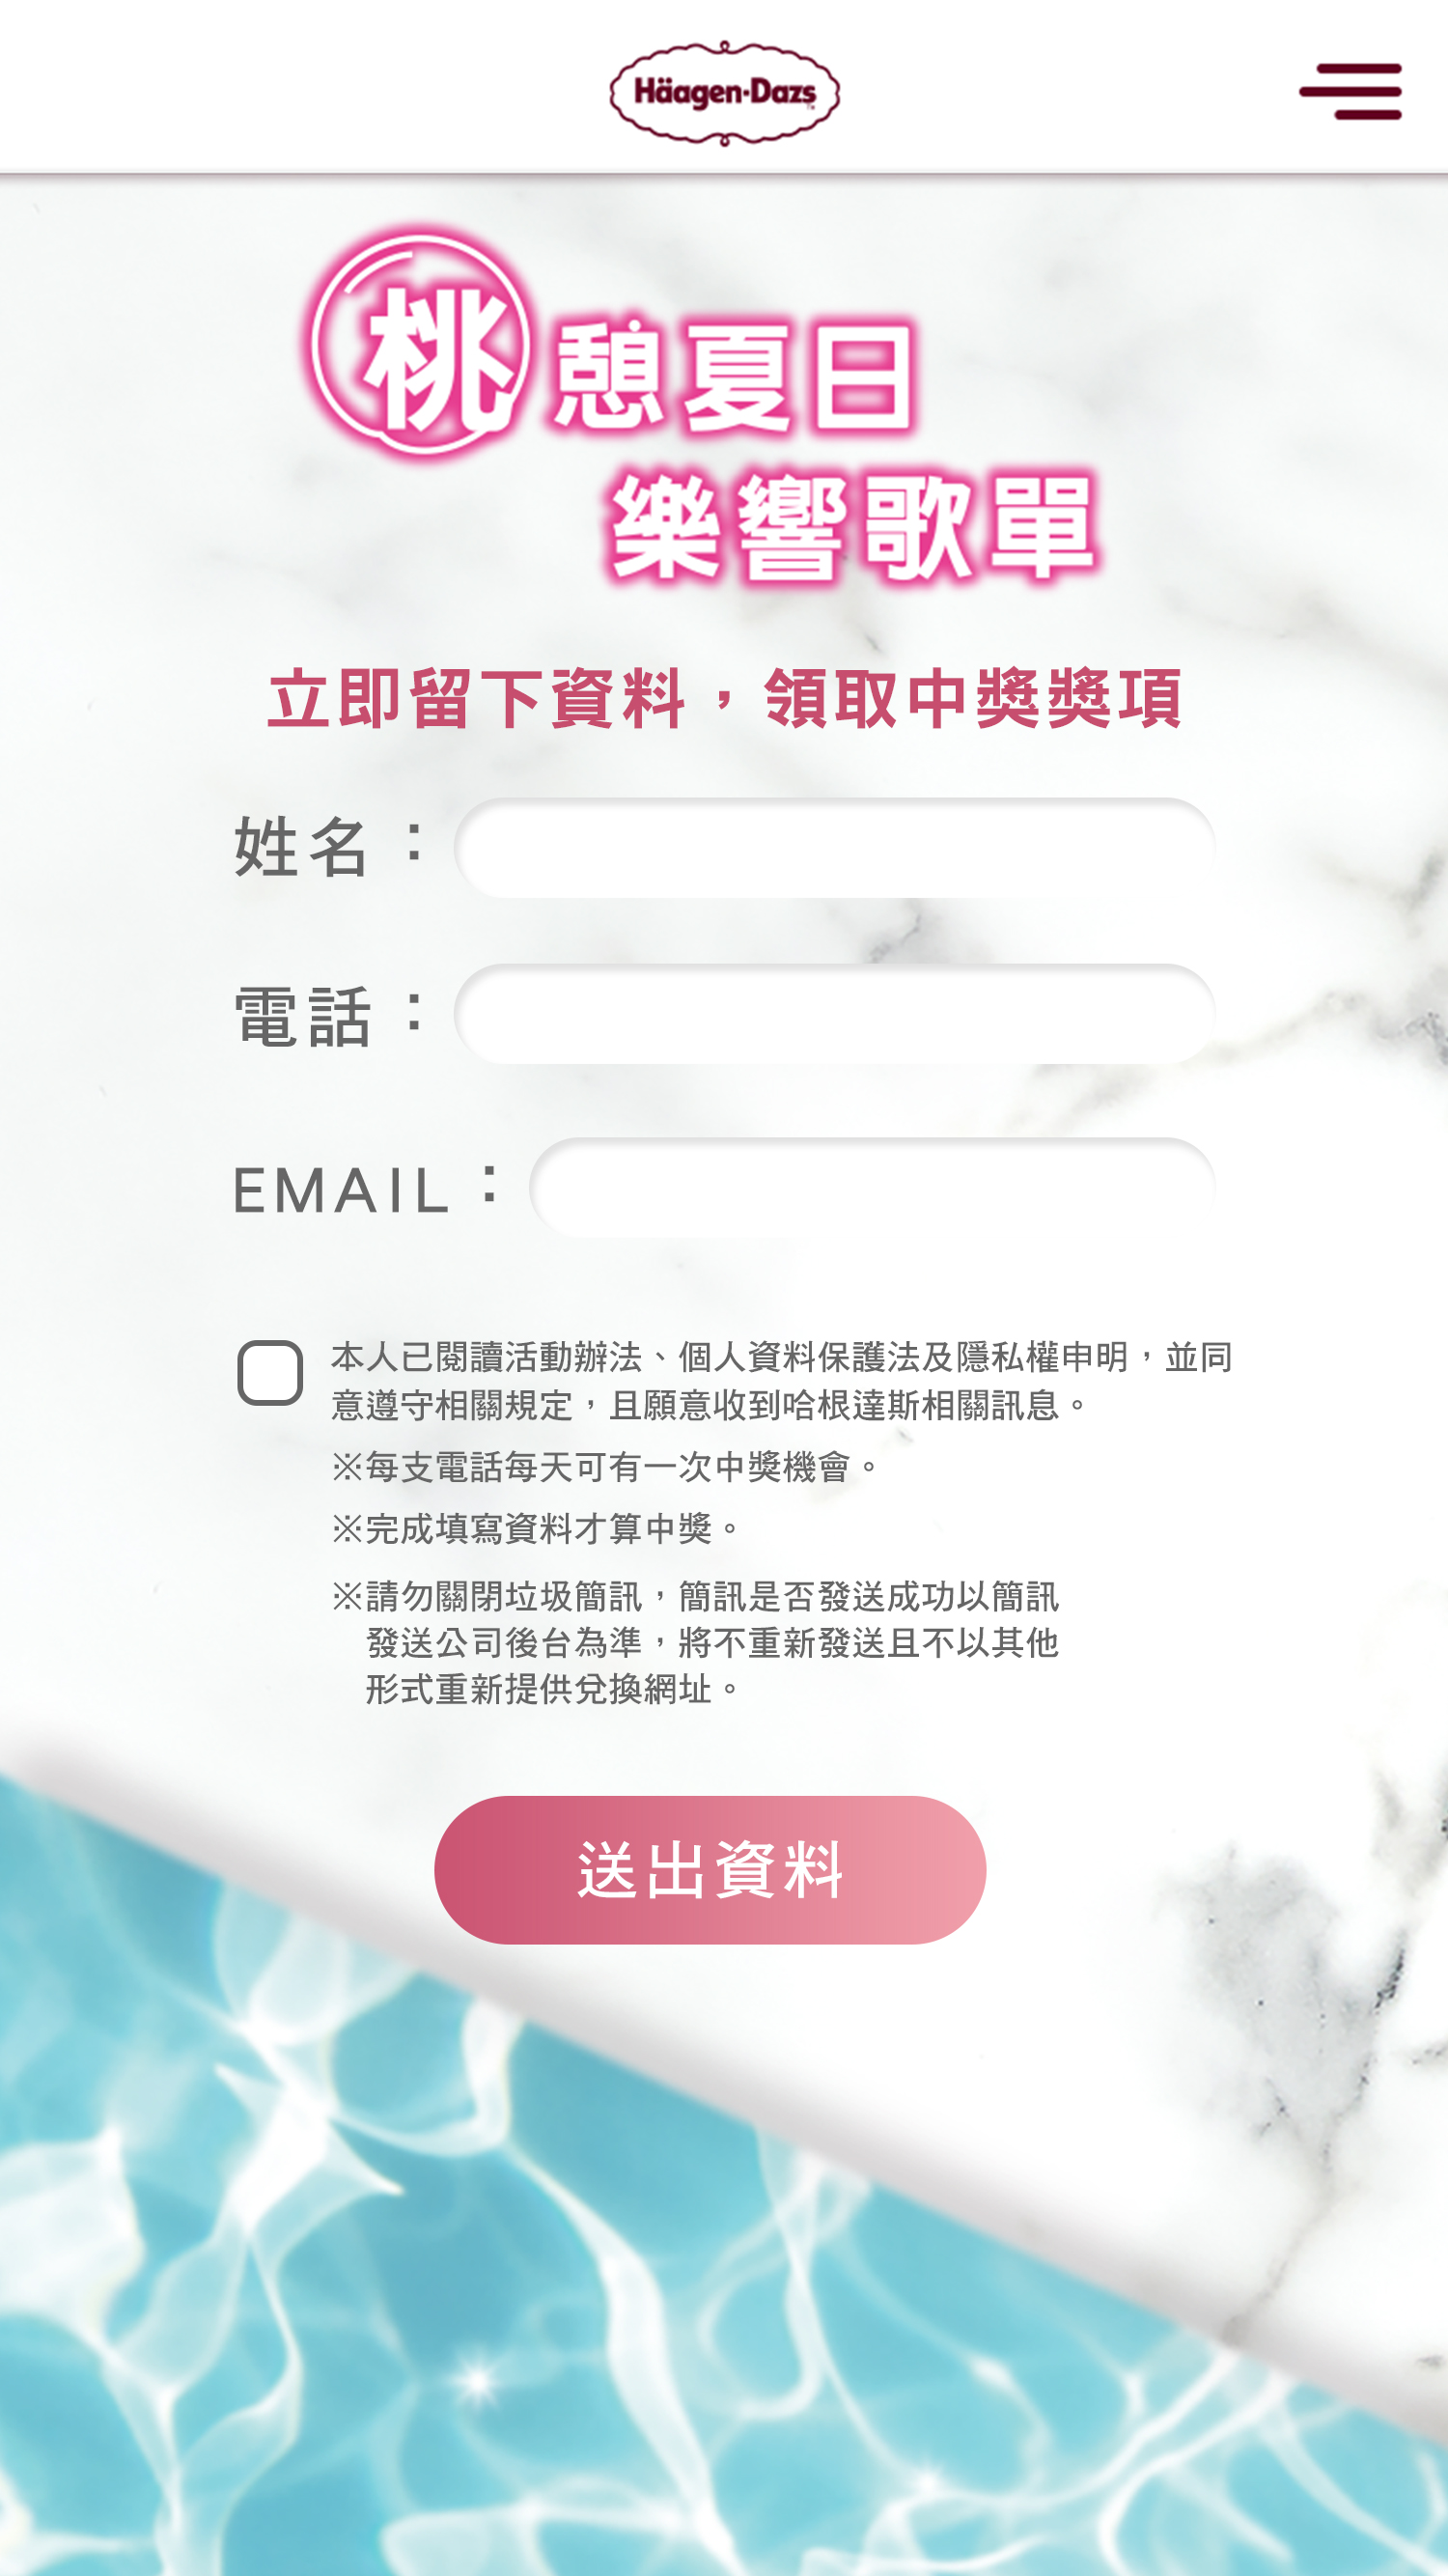 Häagen-Dazs
桃憩夏日
樂響歌單
立即留下資料，領取中獎獎項
姓名：
電話：
EMAIL：
本人已閱讀活動辦法、個人資料保護法及隱私權申明，並同
意遵守相關規定，且願意收到哈根達斯相關訊息。
※每支電話每天可有一次中獎機會。
※完成填寫資料才算中獎。
※請勿關閉垃圾簡訊，簡訊是否發送成功以簡訊
發送公司後台為準，將不重新發送且不以其他
形式重新提供兌換網址。
送出資料